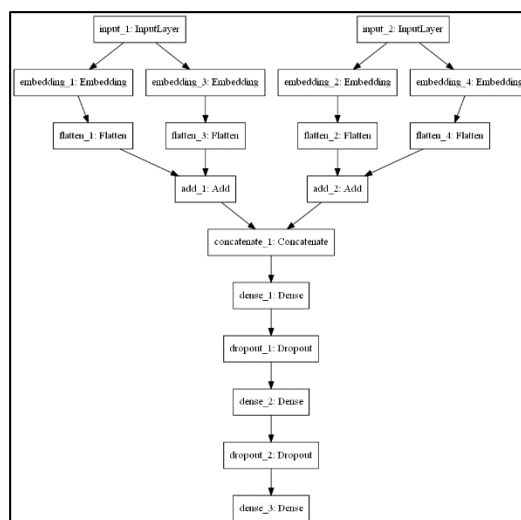 input_1: InputLayer input_2: InputLayer
embedding_1: Embedding embedding_3: Embedding embedding_2: Embedding embedding_4: Embedding
flatten_1: Flatten flatten_3: Flatten flatten_2: Flatten flatten_4: Flatten
add_1: Add add_2: Add
concatenate_1: Concatenate
dense_1: Dense
dropout_1: Dropout
dense_2: Dense
dropout_2: Dropout
dense_3: Dense